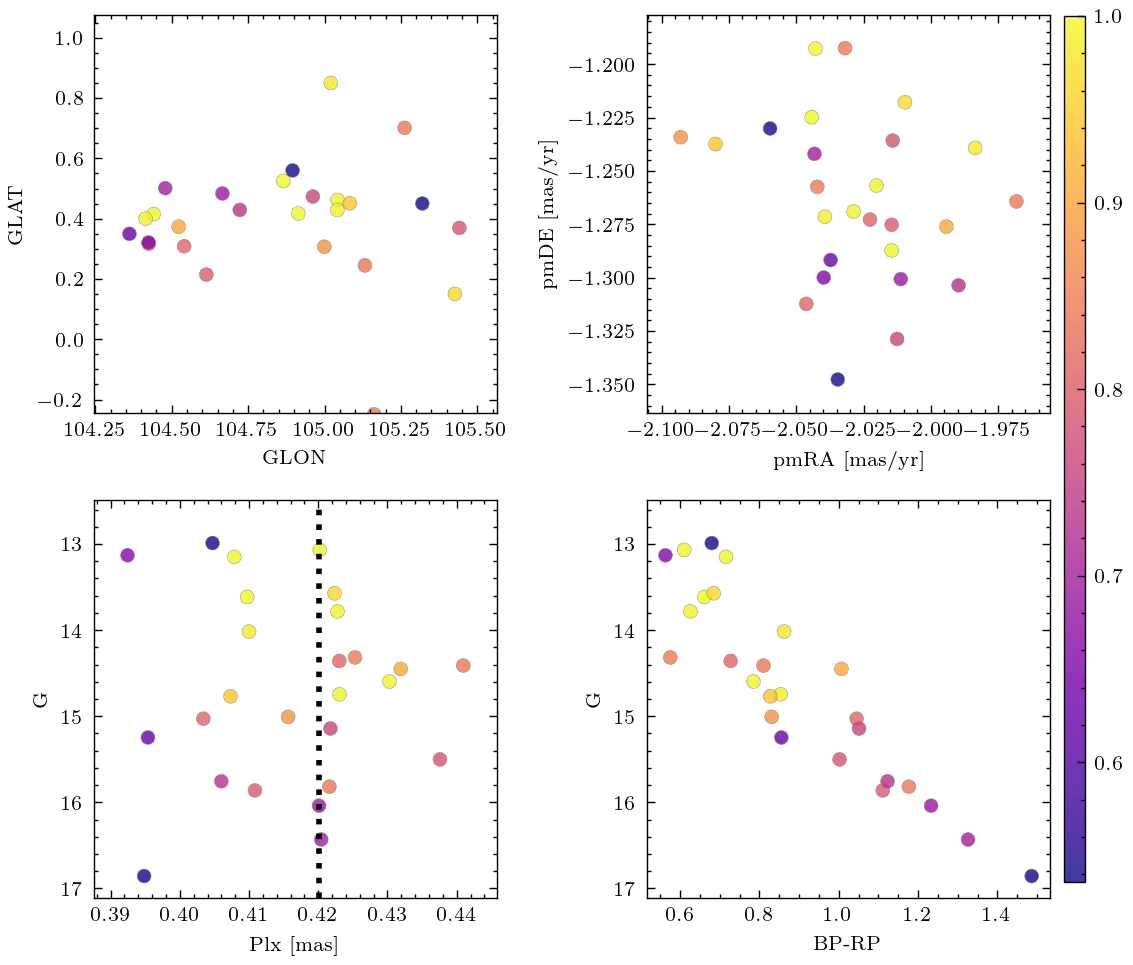 1.0
0.8
0.6
0.4
0.2
0.0
−0.2
GLAT
104.25 104.50 104.75 105.00 105.25 105.50
GLON
−1.200
−1.225
−1.250
−1.275
−1.300
−1.325
−1.350
pmDE [mas/yr]
−2.100−2.075−2.050−2.025−2.000−1.975
pmRA [mas/yr]
1.0
0.9
0.8
0.7
0.6
13
14
15
16
17
G
0.39 0.40 0.41 0.42 0.43 0.44
Plx [mas]
13
14
15
16
17
G
0.6 0.8 1.0 1.2 1.4
BP-RP